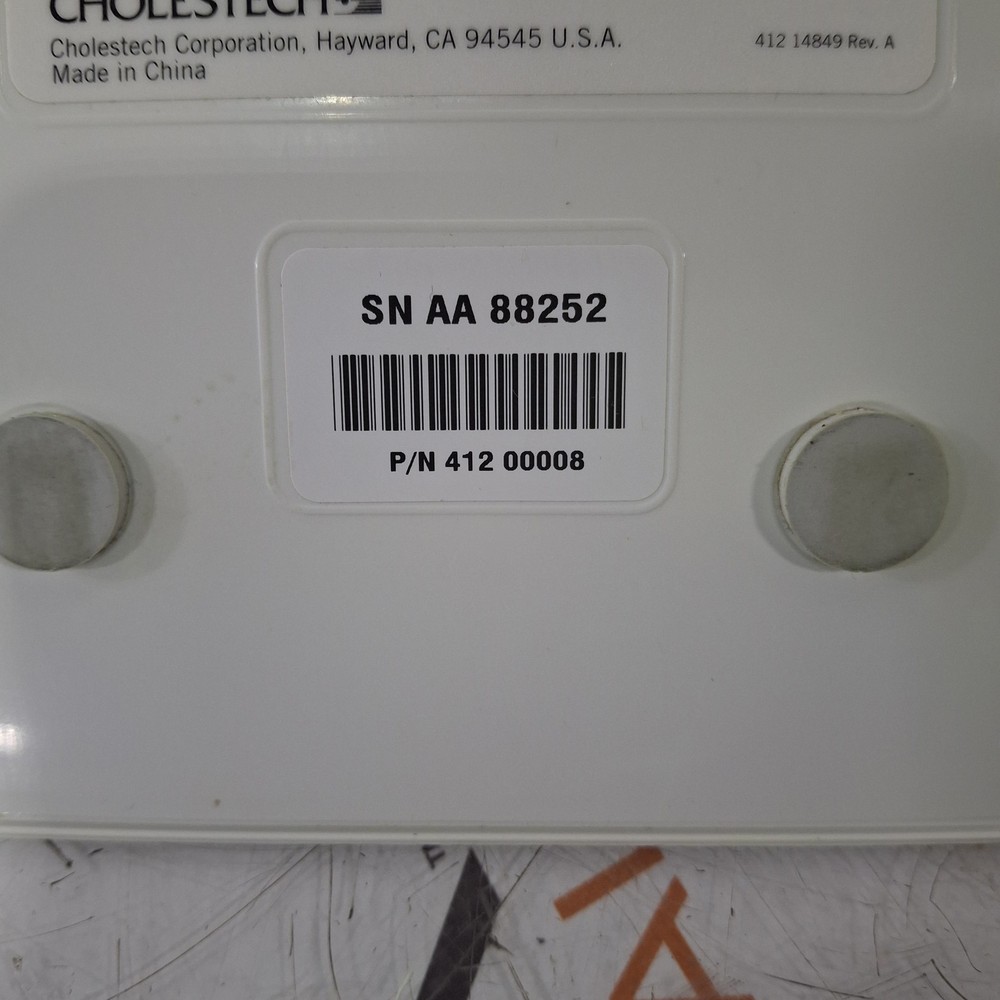 CHOLESTECH
Cholestech Corporation, Hayward, CA 94545 U.S.A.
412 14849 Rev. A
Made in China
SN AA 88252
P/N 412 00008